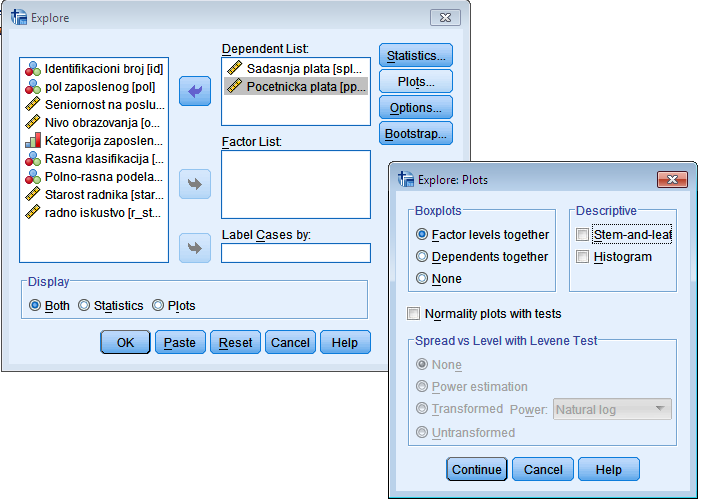 Explore
Dependent List:
Identifikacioni broj [id]
pol zaposlenog [pol]
Seniornost na poslu...
Nivo obrazovanja [o...
Kategorija zaposlen...
Rasna klasifikacija [...
Polno-rasna podela...
Starost radnika [star...
radno iskustvo [r_st...
Sadasnja plata [spl...
Pocetnicka plata [pp...
Statistics...
Plots...
Options...
Bootstrap...
Factor List:
Label Cases by:
Display
Both
Statistics
Plots
OK
Paste
Reset
Cancel
Help
Explore: Plots
Boxplots
Factor levels together
Dependents together
None
Descriptive
Stem-and-leaf
Histogram
Normality plots with tests
Spread vs Level with Levene Test
None
Power estimation
Transformed Power: Natural log
Untransformed
Continue
Cancel
Help